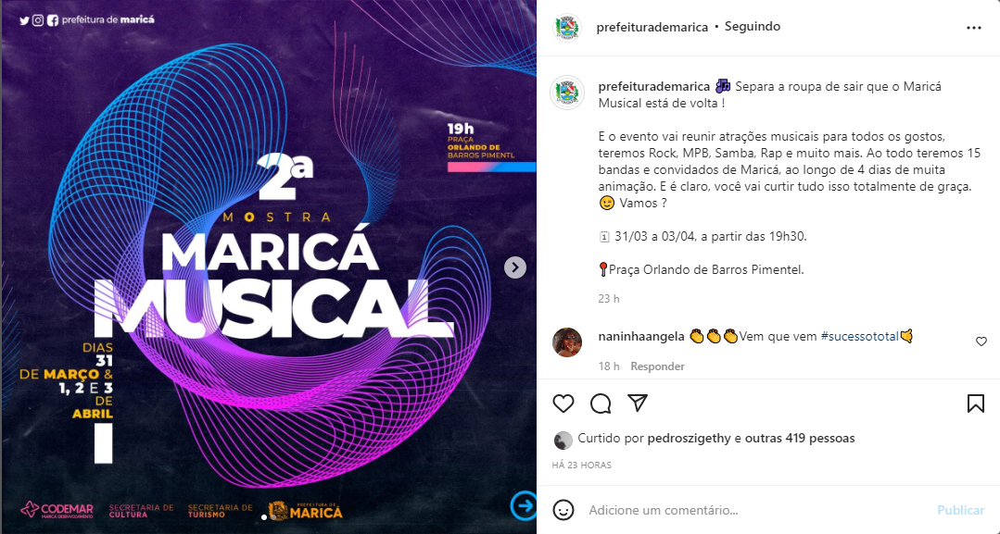 prefeitura de maricá
19h
PRAÇA
ORLANDO DE
BARROS PIMENTL
2ª
MOSTRA
MARICÁ
MUSICAL
DIAS
31
DE MARÇO &
1, 2 E 3
DE
ABRIL
CODEMAR
MARICÁ DESENVOLVIMENTO
SECRETARIA DE
CULTURA
SECRETARIA DE
TURISMO
PREFEITURA DE
MARICÁ
prefeiturademarica • Seguindo
prefeiturademarica Separa a roupa de sair que o Maricá
Musical está de volta !
E o evento vai reunir atrações musicais para todos os gostos,
teremos Rock, MPB, Samba, Rap e muito mais. Ao todo teremos 15
bandas e convidados de Maricá, ao longo de 4 dias de muita
animação. E é claro, você vai curtir tudo isso totalmente de graça.
😉 Vamos ?
🗓 31/03 a 03/04, a partir das 19h30.
📍Praça Orlando de Barros Pimentel.
23 h
naninhaangela 👏👏👏Vem que vem #sucessototal🤙
18 h Responder
Curtido por pedroszigethy e outras 419 pessoas
HÁ 23 HORAS
Adicione um comentário...
Publicar